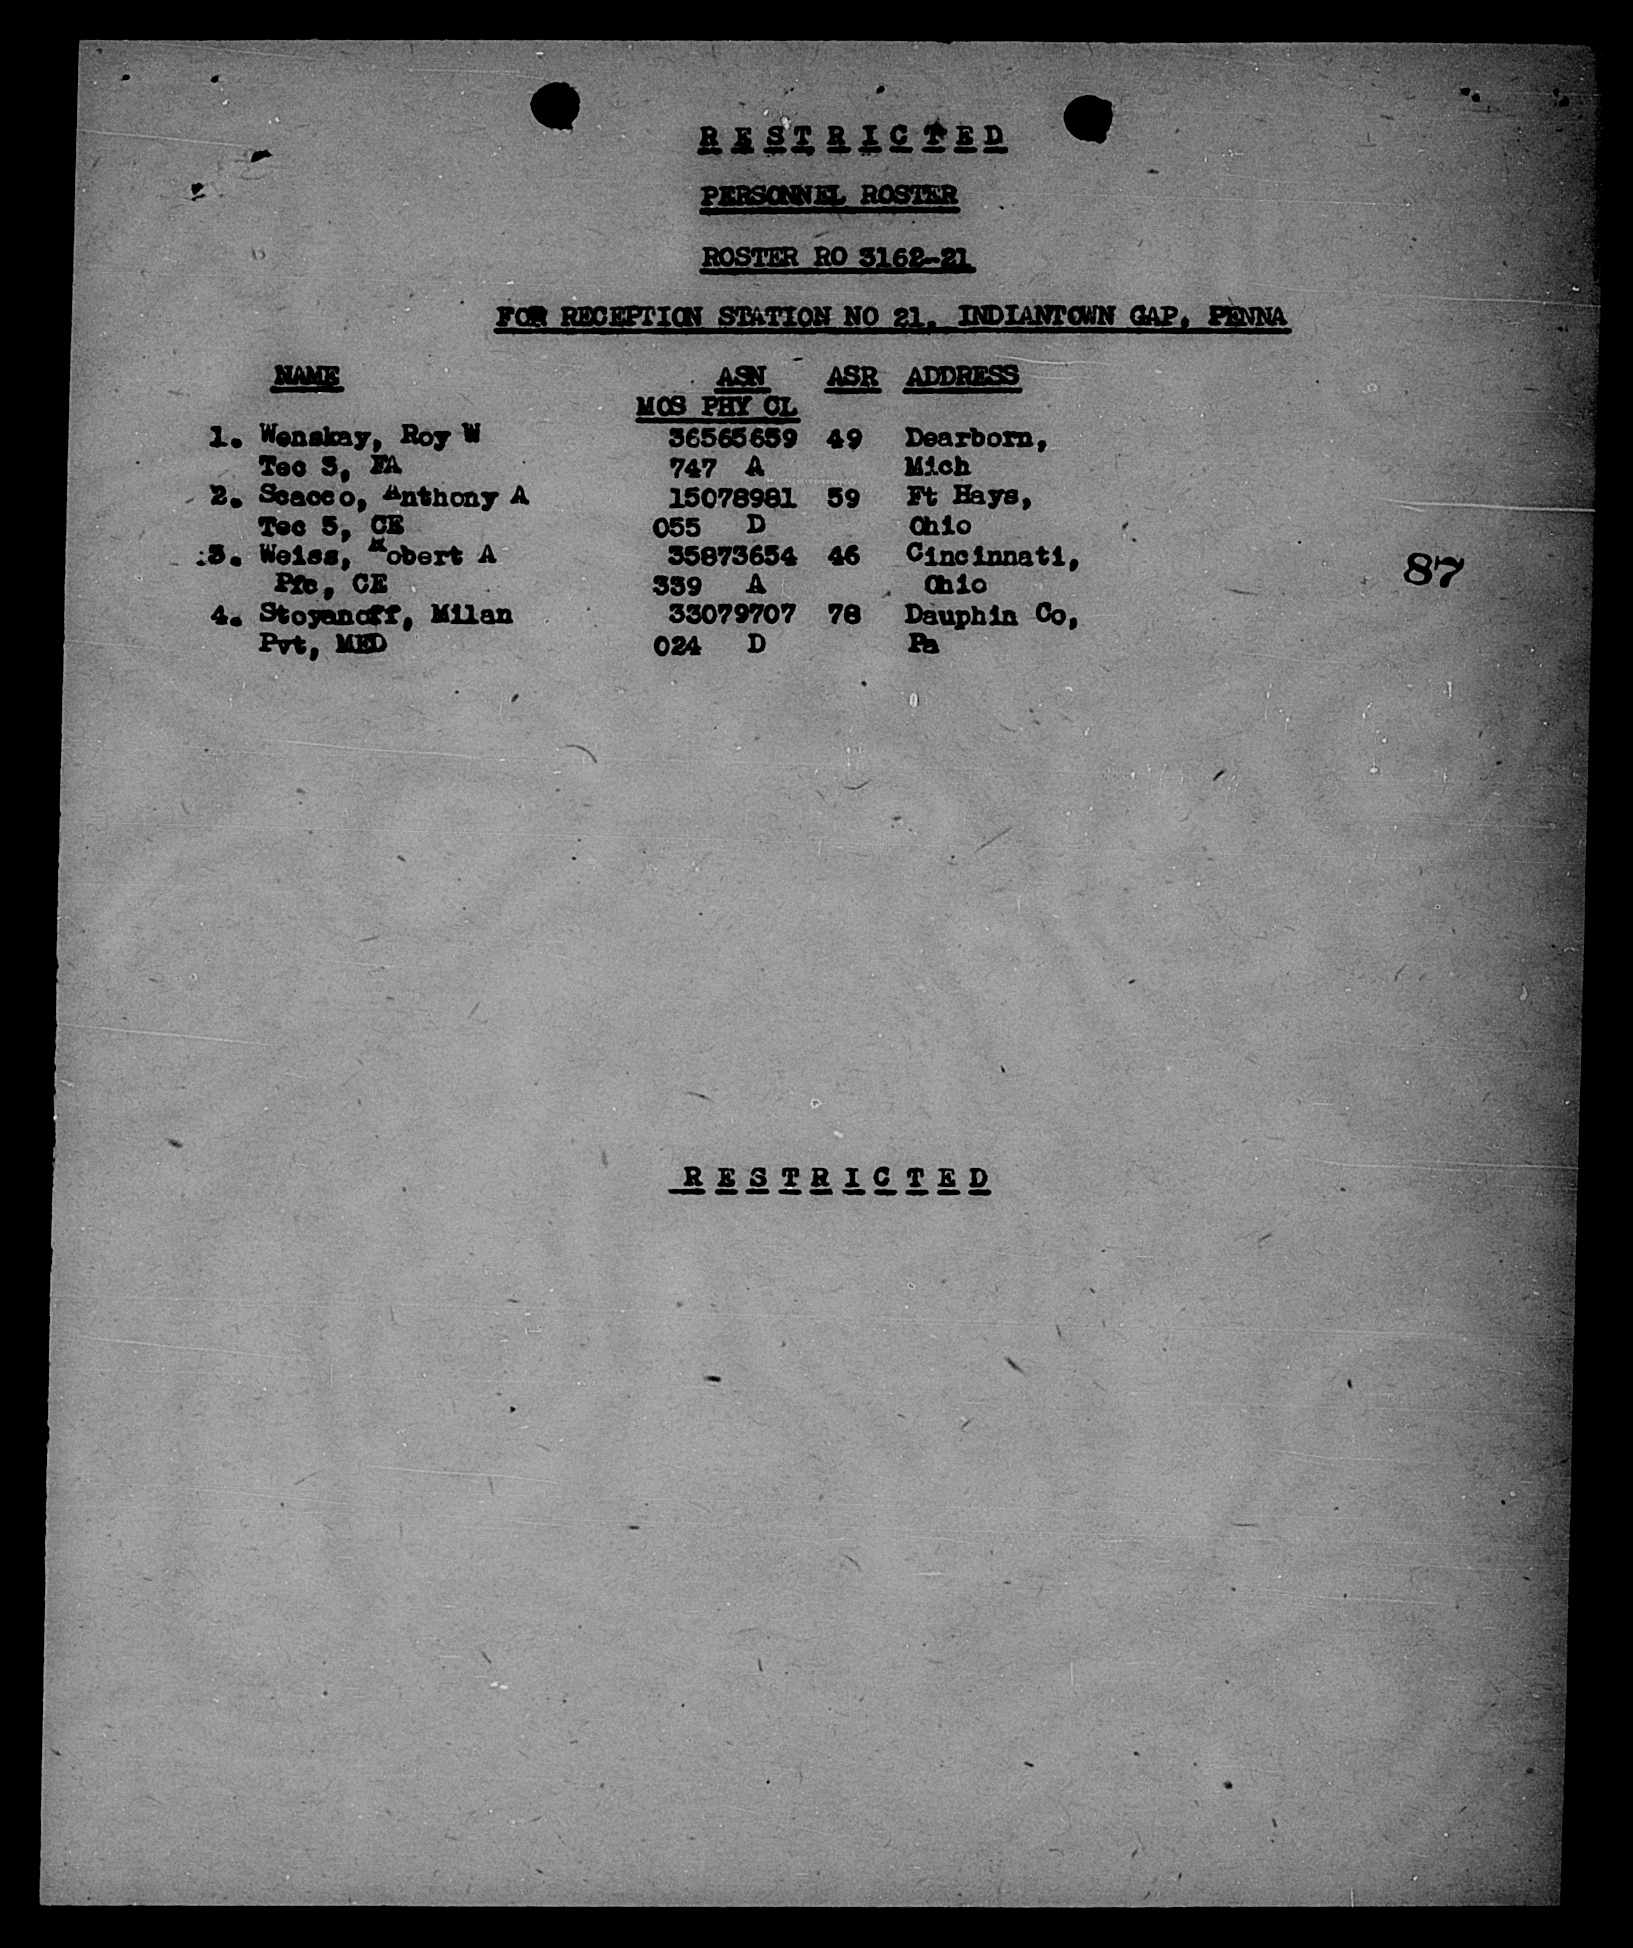 R E S T R I C T E D
PERSONNEL ROSTER
ROSTER RO 3162-21
FOR RECEPTION STATION NO 21, INDIANTOWN GAP, PENNA
NAME ASN ASR ADDRESS
MOS PHY CL
1. Wenskay, Roy W 36565659 49 Dearborn,
Tec 3, FA 747 A Mich
2. Scacco, Anthony A 15078981 59 Ft Hays,
Tec 5, CE 055 D Ohio
3. Weiss, Robert A 35873654 46 Cincinnati,
Pfc, CE 339 A Ohio
87
4. Stoyanoff, Milan 33079707 78 Dauphin Co,
Pvt, MED 024 D Pa
R E S T R I C T E D